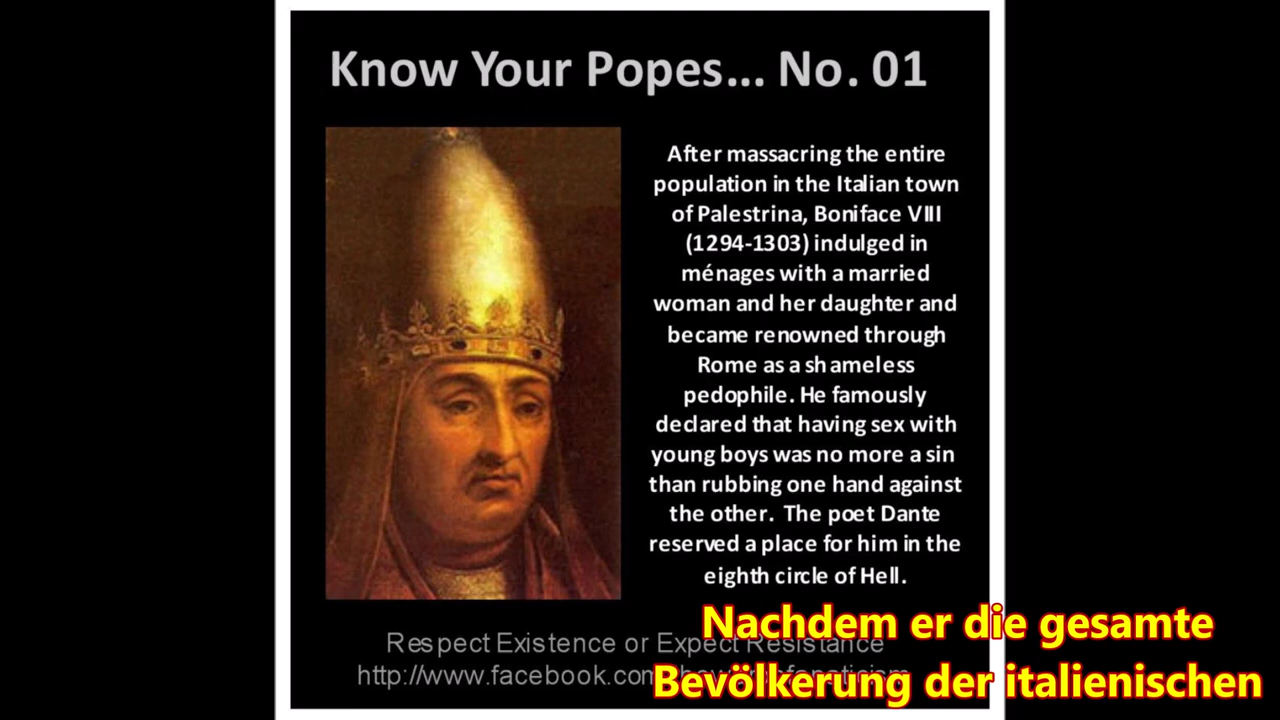 Know Your Popes... No. 01
After massacring the entire
population in the Italian town
of Palestrina, Boniface VIII
(1294-1303) indulged in
ménages with a married
woman and her daughter and
became renowned through
Rome as a shameless
pedophile. He famously
declared that having sex with
young boys was no more a sin
than rubbing one hand against
the other. The poet Dante
reserved a place for him in the
eighth circle of Hell.
Respect Existence or Expect Resistance
http://www.facebook.com
Nachdem er die gesamte
Bevölkerung der italienischen